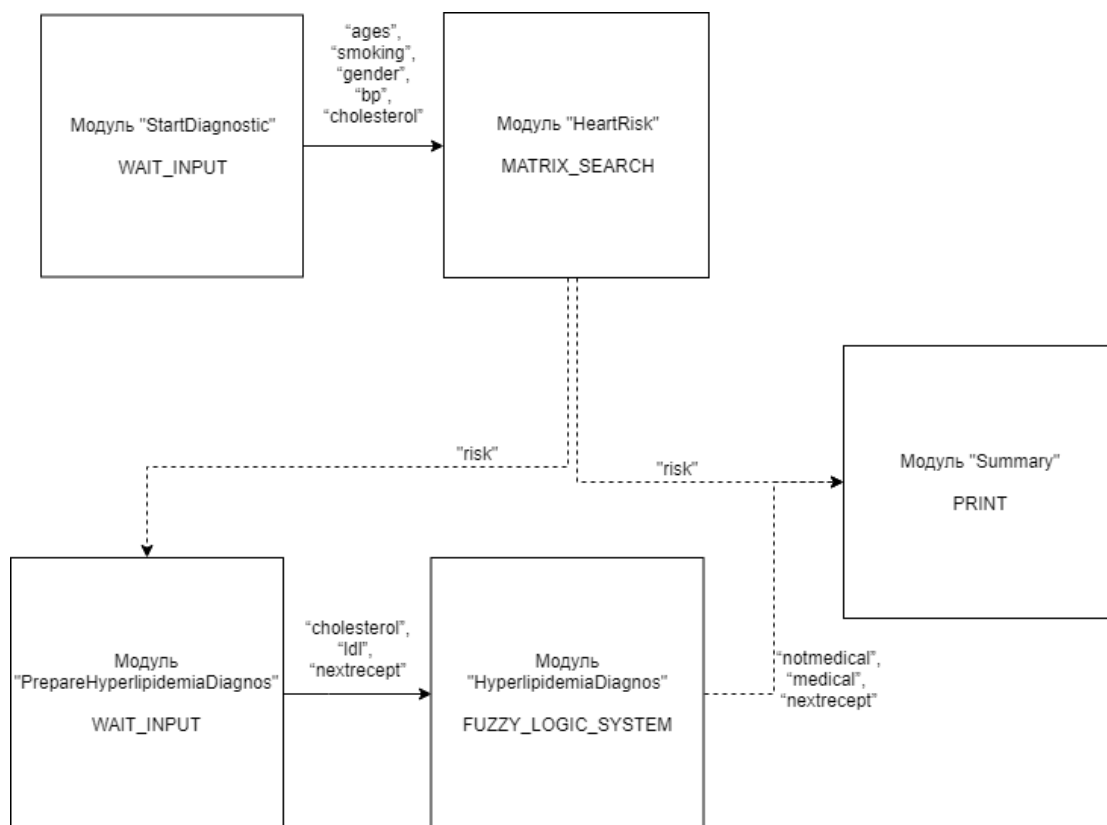 “ages”,
“smoking”,
“gender”,
“bp”,
“cholesterol”
Модуль "StartDiagnostic"
WAIT_INPUT
Модуль "HeartRisk"
MATRIX_SEARCH
"risk"
"risk"
Модуль "Summary"
PRINT
Модуль
"PrepareHyperlipidemiaDiagnos"
WAIT_INPUT
“cholesterol”,
“ldl”,
“nextrecept”
Модуль
"HyperlipidemiaDiagnos"
FUZZY_LOGIC_SYSTEM
“notmedical”,
“medical”,
“nextrecept”